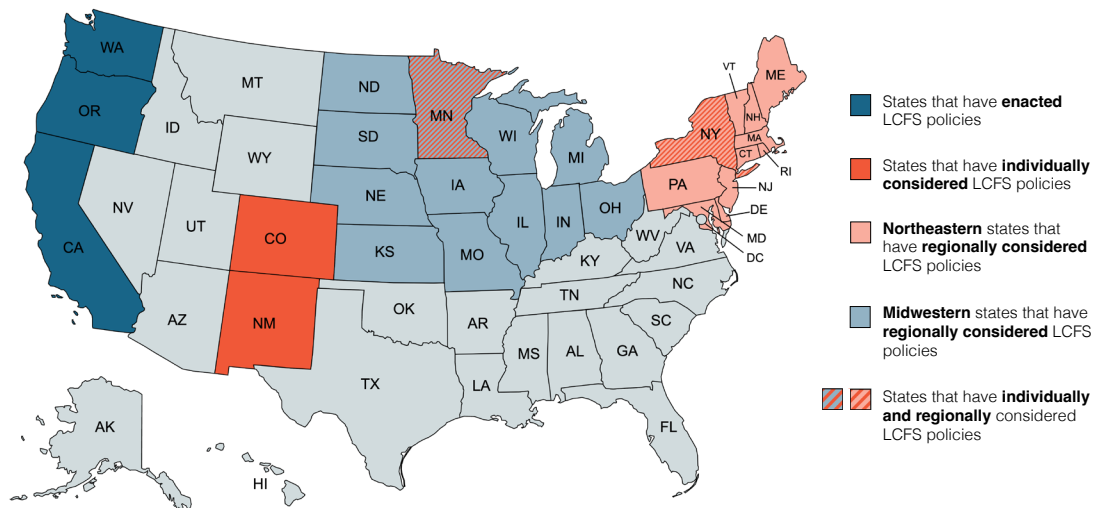 WA
OR
CA
ID
NV
MT
WY
UT
AZ
CO
NM
ND
SD
NE
KS
OK
TX
MN
IA
MO
AR
LA
WI
IL
MI
IN
OH
KY
TN
MS
AL
GA
FL
SC
NC
VA
WV
PA
NY
VT
NH
ME
MA
CT
RI
NJ
DE
MD
DC
AK
HI
States that have enacted
LCFS policies
States that have individually
considered LCFS policies
Northeastern states that
have regionally considered
LCFS policies
Midwestern states that have
regionally considered LCFS
policies
States that have individually
and regionally considered
LCFS policies